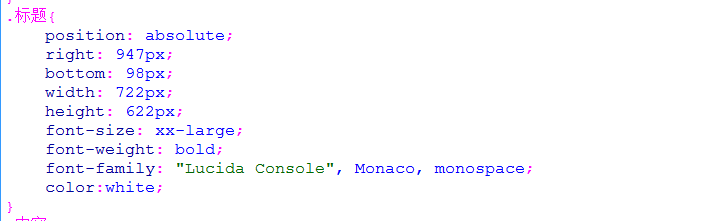 }
.标题{
position: absolute;
right: 947px;
bottom: 98px;
width: 722px;
height: 622px;
font-size: xx-large;
font-weight: bold;
font-family: "Lucida Console", Monaco, monospace;
color:white;
}